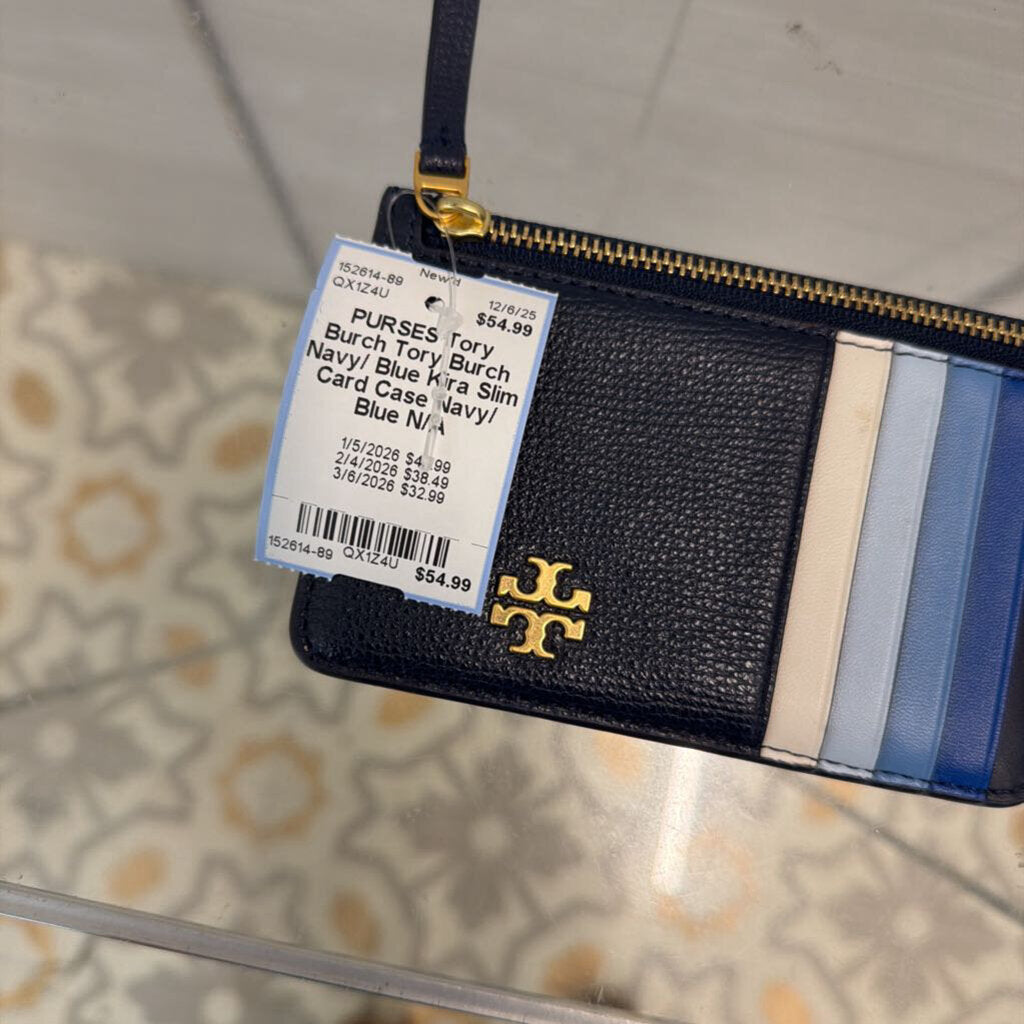 152614-89 New'd 12/6/25
QX1Z4U $54.99
PURSES Tory
Burch Tory Burch
Navy/ Blue Kira Slim
Card Case Navy/
Blue N/A
1/5/2026
2/4/2026 $38.49
3/6/2026 $32.99
152614-89 QX1Z4U
$54.99